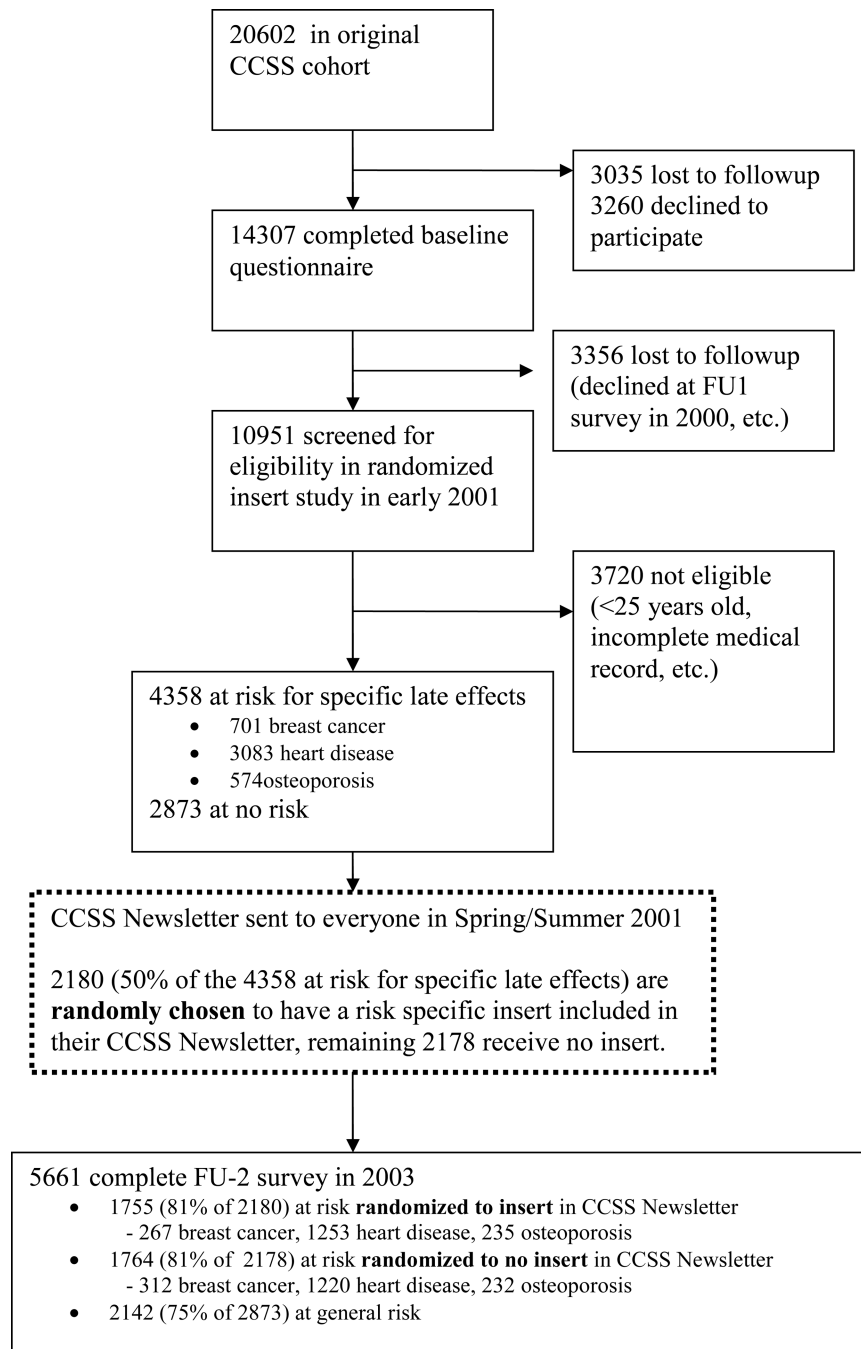 20602  in original
CCSS cohort
3035 lost to followup
3260 declined to
participate
14307 completed baseline
questionnaire
3356 lost to followup
(declined at FU1
survey in 2000, etc.)
10951 screened for
eligibility in randomized
insert study in early 2001
3720 not eligible
(<25 years old,
incomplete medical
record, etc.)
4358 at risk for specific late effects
• 701 breast cancer
• 3083 heart disease
• 574osteoporosis
2873 at no risk
CCSS Newsletter sent to everyone in Spring/Summer 2001
2180 (50% of the 4358 at risk for specific late effects) are
randomly chosen to have a risk specific insert included in
their CCSS Newsletter, remaining 2178 receive no insert.
5661 complete FU-2 survey in 2003
• 1755 (81% of 2180) at risk randomized to insert in CCSS Newsletter
- 267 breast cancer, 1253 heart disease, 235 osteoporosis
• 1764 (81% of  2178) at risk randomized to no insert in CCSS Newsletter
- 312 breast cancer, 1220 heart disease, 232 osteoporosis
• 2142 (75% of 2873) at general risk